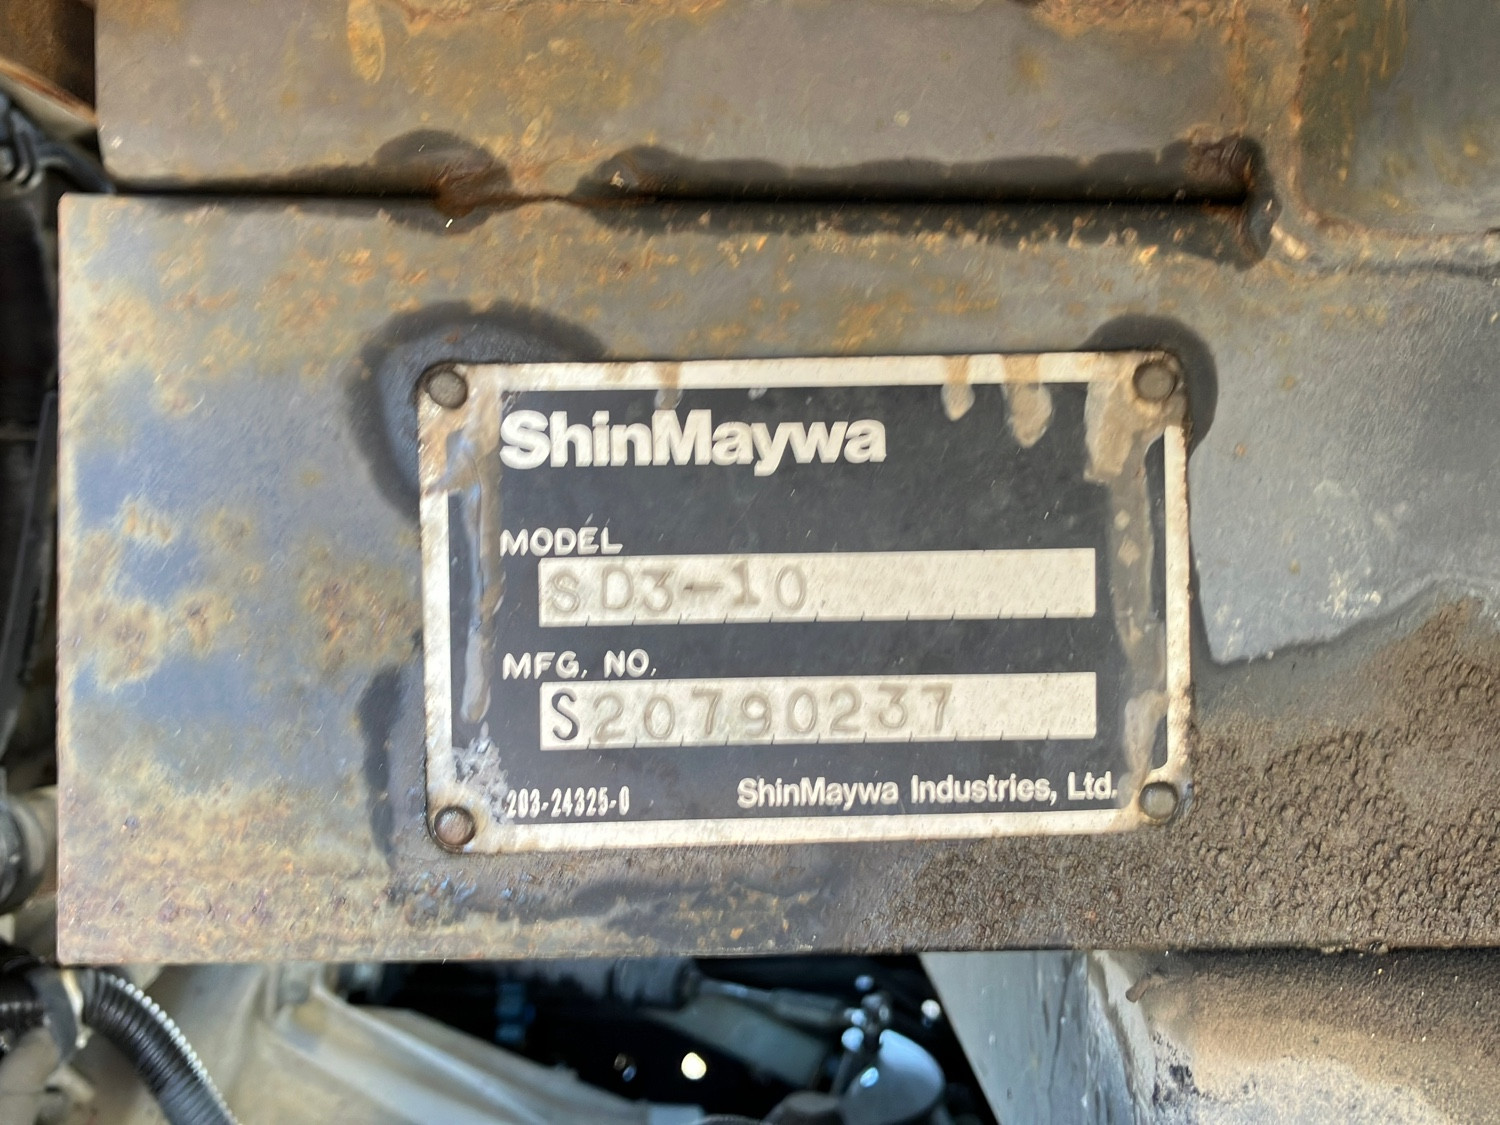 ShinMaywa
MODEL
SD3-10
MFG. NO.
S20790237
203-24325-0
ShinMaywa Industries, Ltd.